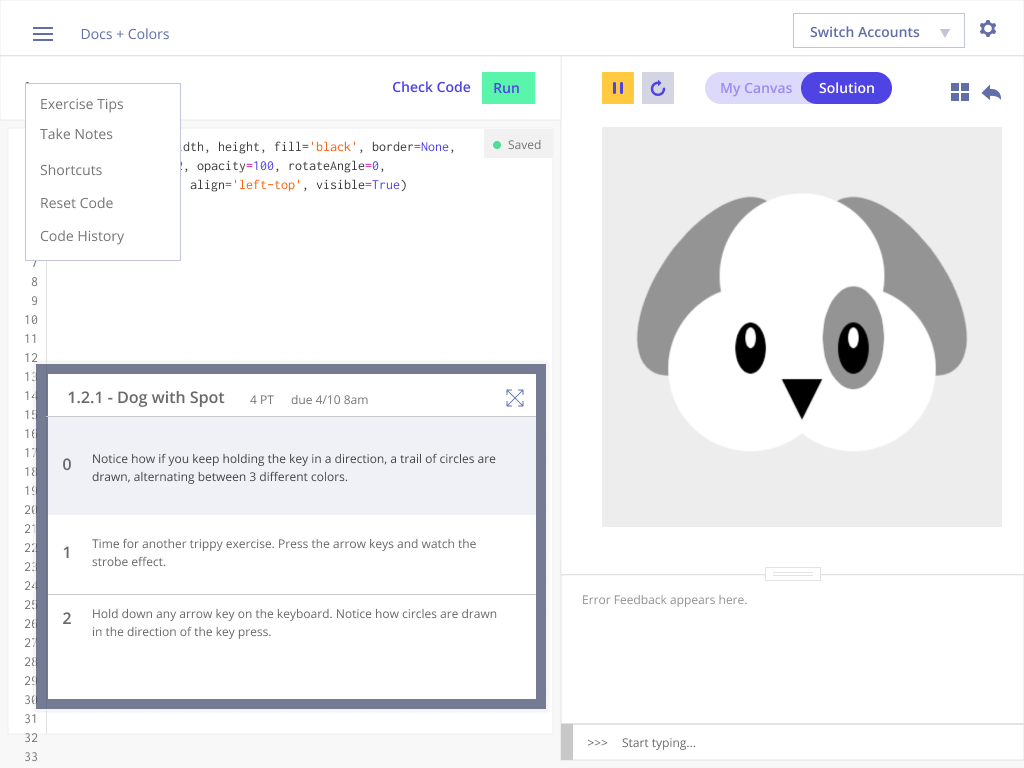 Docs + Colors
Switch Accounts
Exercise Tips
Take Notes
Shortcuts
Reset Code
Code History
Check Code
Run
My Canvas
Solution
Saved
height, fill='black', border=None,
opacity=100, rotateAngle=0,
align='left-top', visible=True)
7
8
9
10
11
12
13
14
15
16
17
18
19
20
21
22
23
24
25
26
27
28
29
30
31
32
33
1.2.1 - Dog with Spot 4 PT due 4/10 8am
0 Notice how if you keep holding the key in a direction, a trail of circles are
drawn, alternating between 3 different colors.
1 Time for another trippy exercise. Press the arrow keys and watch the
strobe effect.
2 Hold down any arrow key on the keyboard. Notice how circles are drawn
in the direction of the key press.
Error Feedback appears here.
>>> Start typing...